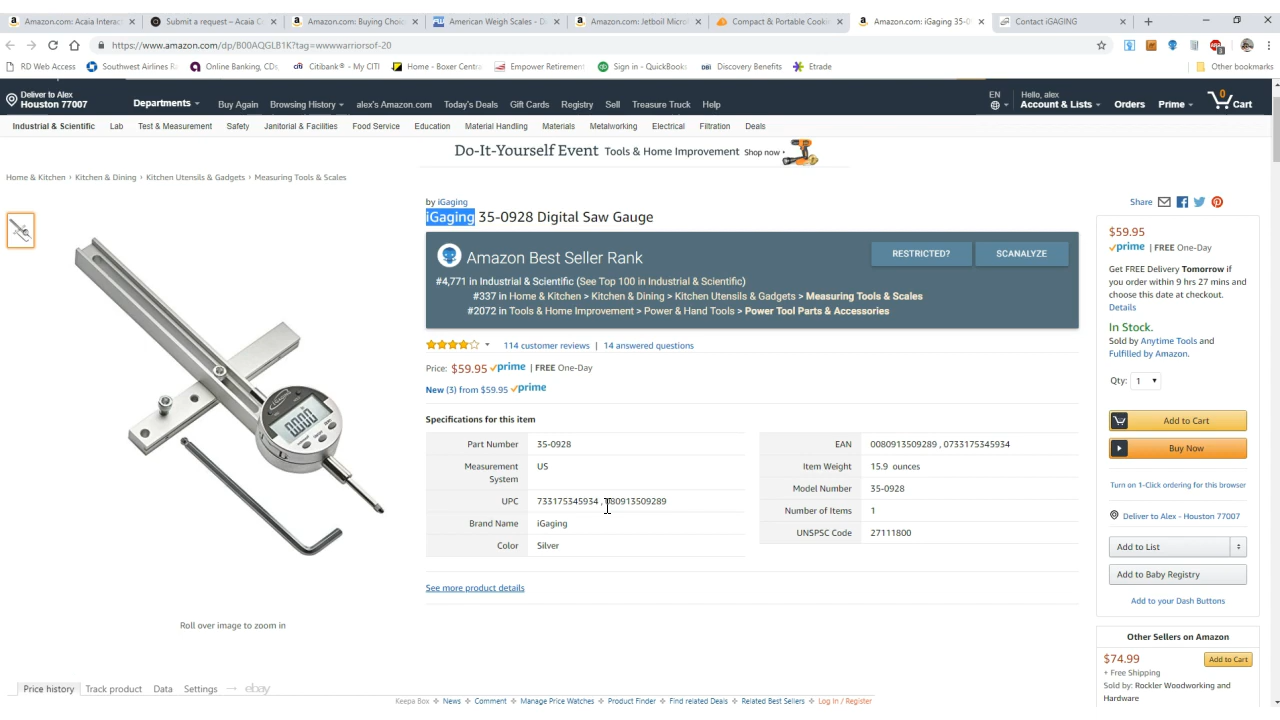 Amazon.com: Acaia Interact
Submit a request – Acaia C
Amazon.com: Buying Choic
American Weigh Scales - D
Amazon.com: Jetboil Microl
Compact & Portable Cookin
Amazon.com: iGaging 35-0
Contact iGAGING
https://www.amazon.com/dp/B00AQGLB1K?tag=wwwwarriorsof-20
RD Web Access
Southwest Airlines R
Online Banking, CDs
Citibank® - My CITI
Home - Boxer Centra
Empower Retirement
Sign in - QuickBooks
Discovery Benefits
Etrade
Other bookmarks
Deliver to Alex
Houston 77007
Departments
Buy Again
Browsing History
alex's Amazon.com
Today's Deals
Gift Cards
Registry
Sell
Treasure Truck
Help
EN
Hello, alex
Account & Lists
Orders
Prime
0
Cart
Industrial & Scientific
Lab
Test & Measurement
Safety
Janitorial & Facilities
Food Service
Education
Material Handling
Materials
Metalworking
Electrical
Filtration
Deals
Do-It-Yourself Event Tools & Home Improvement Shop now ›
Home & Kitchen › Kitchen & Dining › Kitchen Utensils & Gadgets › Measuring Tools & Scales
by iGaging
iGaging 35-0928 Digital Saw Gauge
Amazon Best Seller Rank
RESTRICTED?
SCANALYZE
#4,771 in Industrial & Scientific (See Top 100 in Industrial & Scientific)
#337 in Home & Kitchen > Kitchen & Dining > Kitchen Utensils & Gadgets > Measuring Tools & Scales
#2072 in Tools & Home Improvement > Power & Hand Tools > Power Tool Parts & Accessories
114 customer reviews | 14 answered questions
Price: $59.95 prime | FREE One-Day
New (3) from $59.95 prime
Specifications for this item
Part Number 35-0928
Measurement System US
UPC 733175345934 , 080913509289
Brand Name iGaging
Color Silver
EAN 0080913509289 , 0733175345934
Item Weight 15.9 ounces
Model Number 35-0928
Number of Items 1
UNSPSC Code 27111800
See more product details
Roll over image to zoom in
Share
$59.95
prime | FREE One-Day
Get FREE Delivery Tomorrow if
you order within 9 hrs 27 mins and
choose this date at checkout.
Details
In Stock.
Sold by Anytime Tools and
Fulfilled by Amazon.
Qty: 1
Add to Cart
Buy Now
Turn on 1-Click ordering for this browser
Deliver to Alex - Houston 77007
Add to List
Add to Baby Registry
Add to your Dash Buttons
Other Sellers on Amazon
$74.99
Add to Cart
+ Free Shipping
Sold by: Rockler Woodworking and
Hardware
Price history
Track product
Data
Settings
ebay
Keepa Box
News
Comment
Manage Price Watches
Product Finder
Find related Deals
Related Best Sellers
Log In / Register